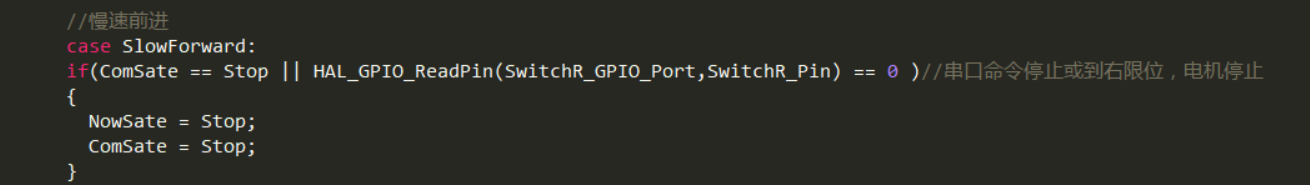 //慢速前进
case SlowForward:
if(ComSate == Stop || HAL_GPIO_ReadPin(SwitchR_GPIO_Port,SwitchR_Pin) == 0 )//串口命令停止或到右限位，电机停止
{
NowSate = Stop;
ComSate = Stop;
}